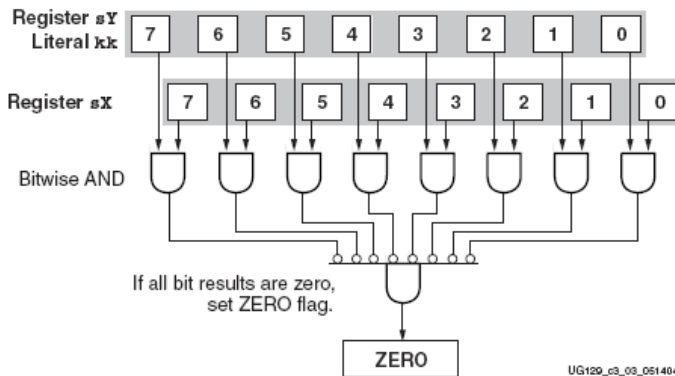 Register sY
Literal kk
7 6 5 4 3 2 1 0
Register sX
7 6 5 4 3 2 1 0
Bitwise AND
If all bit results are zero,
set ZERO flag.
ZERO
UG129_c3_03_051404